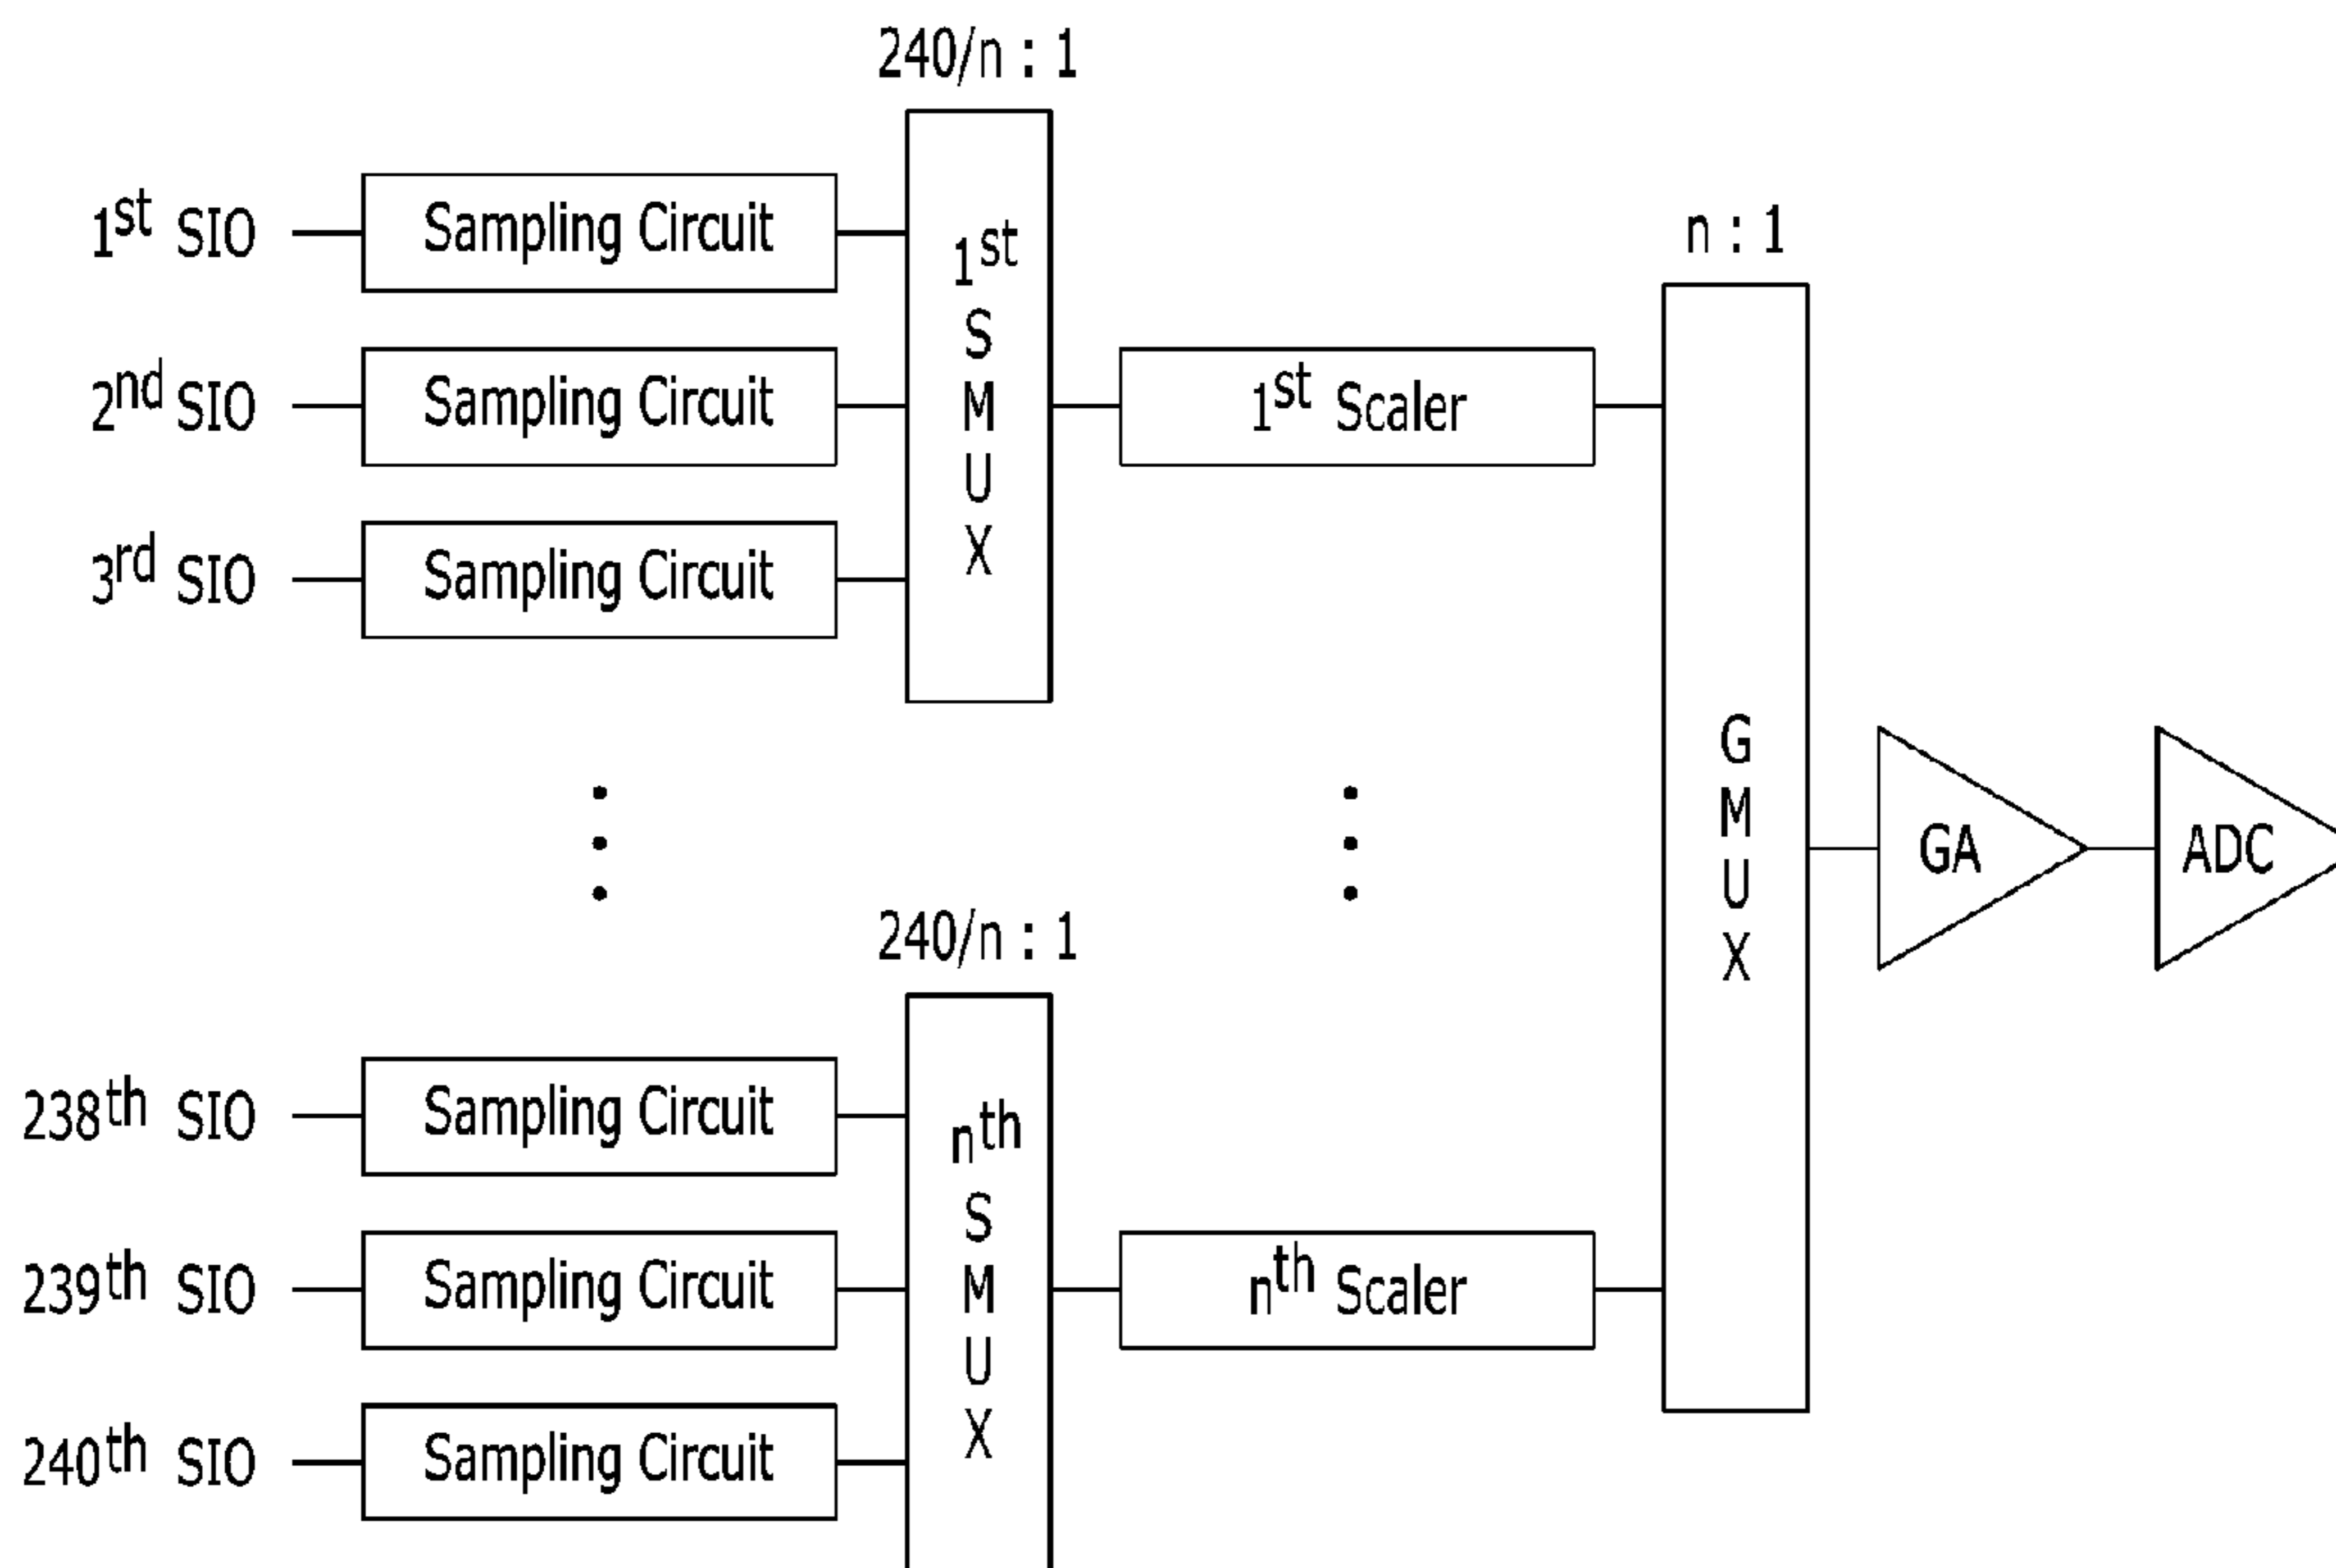 240/n : 1
1st SIO
Sampling Circuit
2nd SIO
Sampling Circuit
3rd SIO
Sampling Circuit
1st
S
M
U
X
1st Scaler
n : 1
G
M
U
X
GA
ADC
240/n : 1
238th SIO
Sampling Circuit
239th SIO
Sampling Circuit
240th SIO
Sampling Circuit
nth
S
M
U
X
nth Scaler